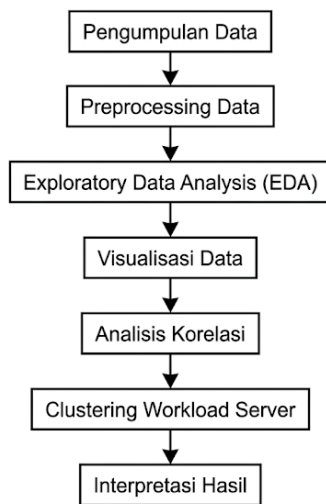 Pengumpulan Data
Preprocessing Data
Exploratory Data Analysis (EDA)
Visualisasi Data
Analisis Korelasi
Clustering Workload Server
Interpretasi Hasil